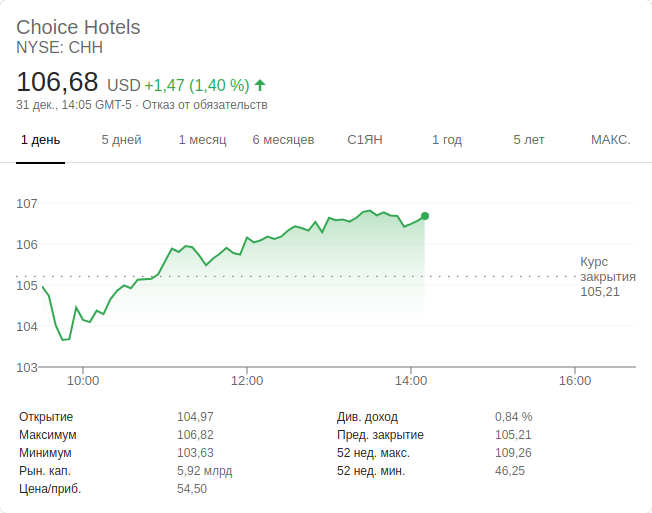 Choice Hotels
NYSE: CHH
106,68 USD +1,47 (1,40 %)
31 дек., 14:05 GMT-5 · Отказ от обязательств
1 день 5 дней 1 месяц 6 месяцев С1ЯН 1 год 5 лет МАКС.
107
106
105
104
103
Курс
закрытия
105,21
10:00 12:00 14:00 16:00
Открытие 104,97 Див. доход 0,84 %
Максимум 106,82 Пред. закрытие 105,21
Минимум 103,63 52 нед. макс. 109,26
Рын. кап. 5,92 млрд 52 нед. мин. 46,25
Цена/приб. 54,50